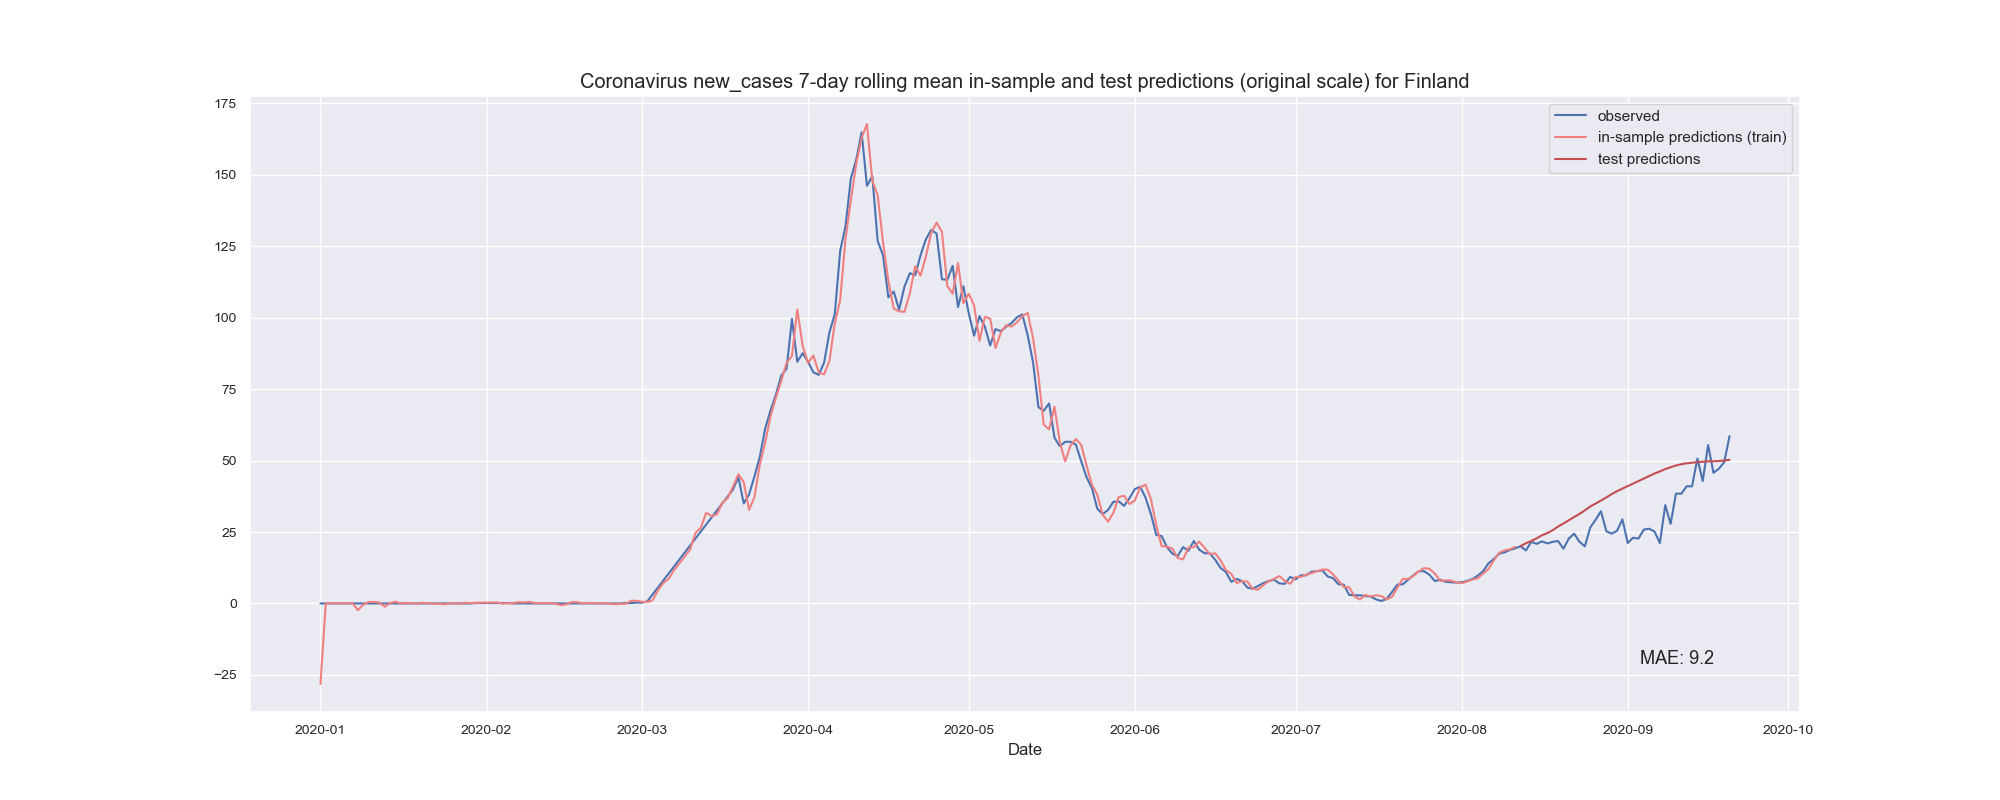 Coronavirus new_cases 7-day rolling mean in-sample and test predictions (original scale) for Finland
175
150
125
100
75
50
25
0
−25
observed
in-sample predictions (train)
test predictions
MAE: 9.2
2020-01 2020-02 2020-03 2020-04 2020-05 2020-06 2020-07 2020-08 2020-09 2020-10
Date